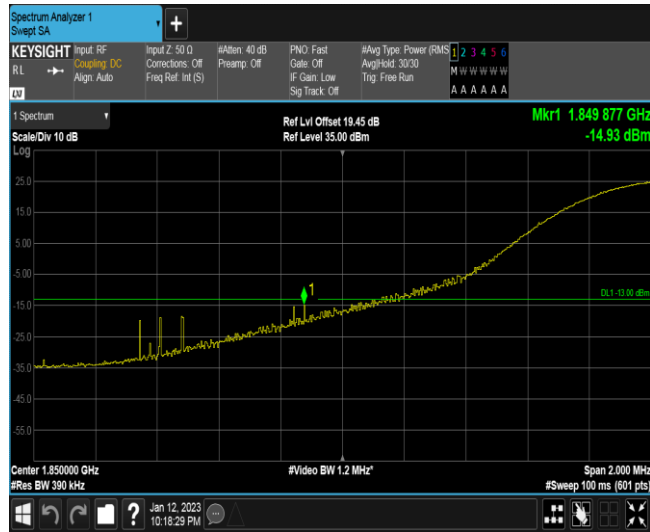 Spectrum Analyzer 1
Swept SA
+
KEYSIGHT
RL
LXI
Input: RF
Coupling: DC
Align: Auto
Input Z: 50 Ω
Corrections: Off
Freq Ref: Int (S)
#Atten: 40 dB
Preamp: Off
PNO: Fast
Gate: Off
IF Gain: Low
Sig Track: Off
#Avg Type: Power (RMS
Avg|Hold: 30/30
Trig: Free Run
1 2 3 4 5 6
M W W W W W
A A A A A A
1 Spectrum
Scale/Div 10 dB
Log
Ref Lvl Offset 19.45 dB
Ref Level 35.00 dBm
Mkr1 1.849 877 GHz
-14.93 dBm
25.0
15.0
5.00
-5.00
-15.0
-25.0
-35.0
-45.0
-55.0
1
DL1 -13.00 dBm
Center 1.850000 GHz
#Res BW 390 kHz
#Video BW 1.2 MHz*
Span 2.000 MHz
#Sweep 100 ms (601 pts)
?
Jan 12, 2023
10:18:29 PM